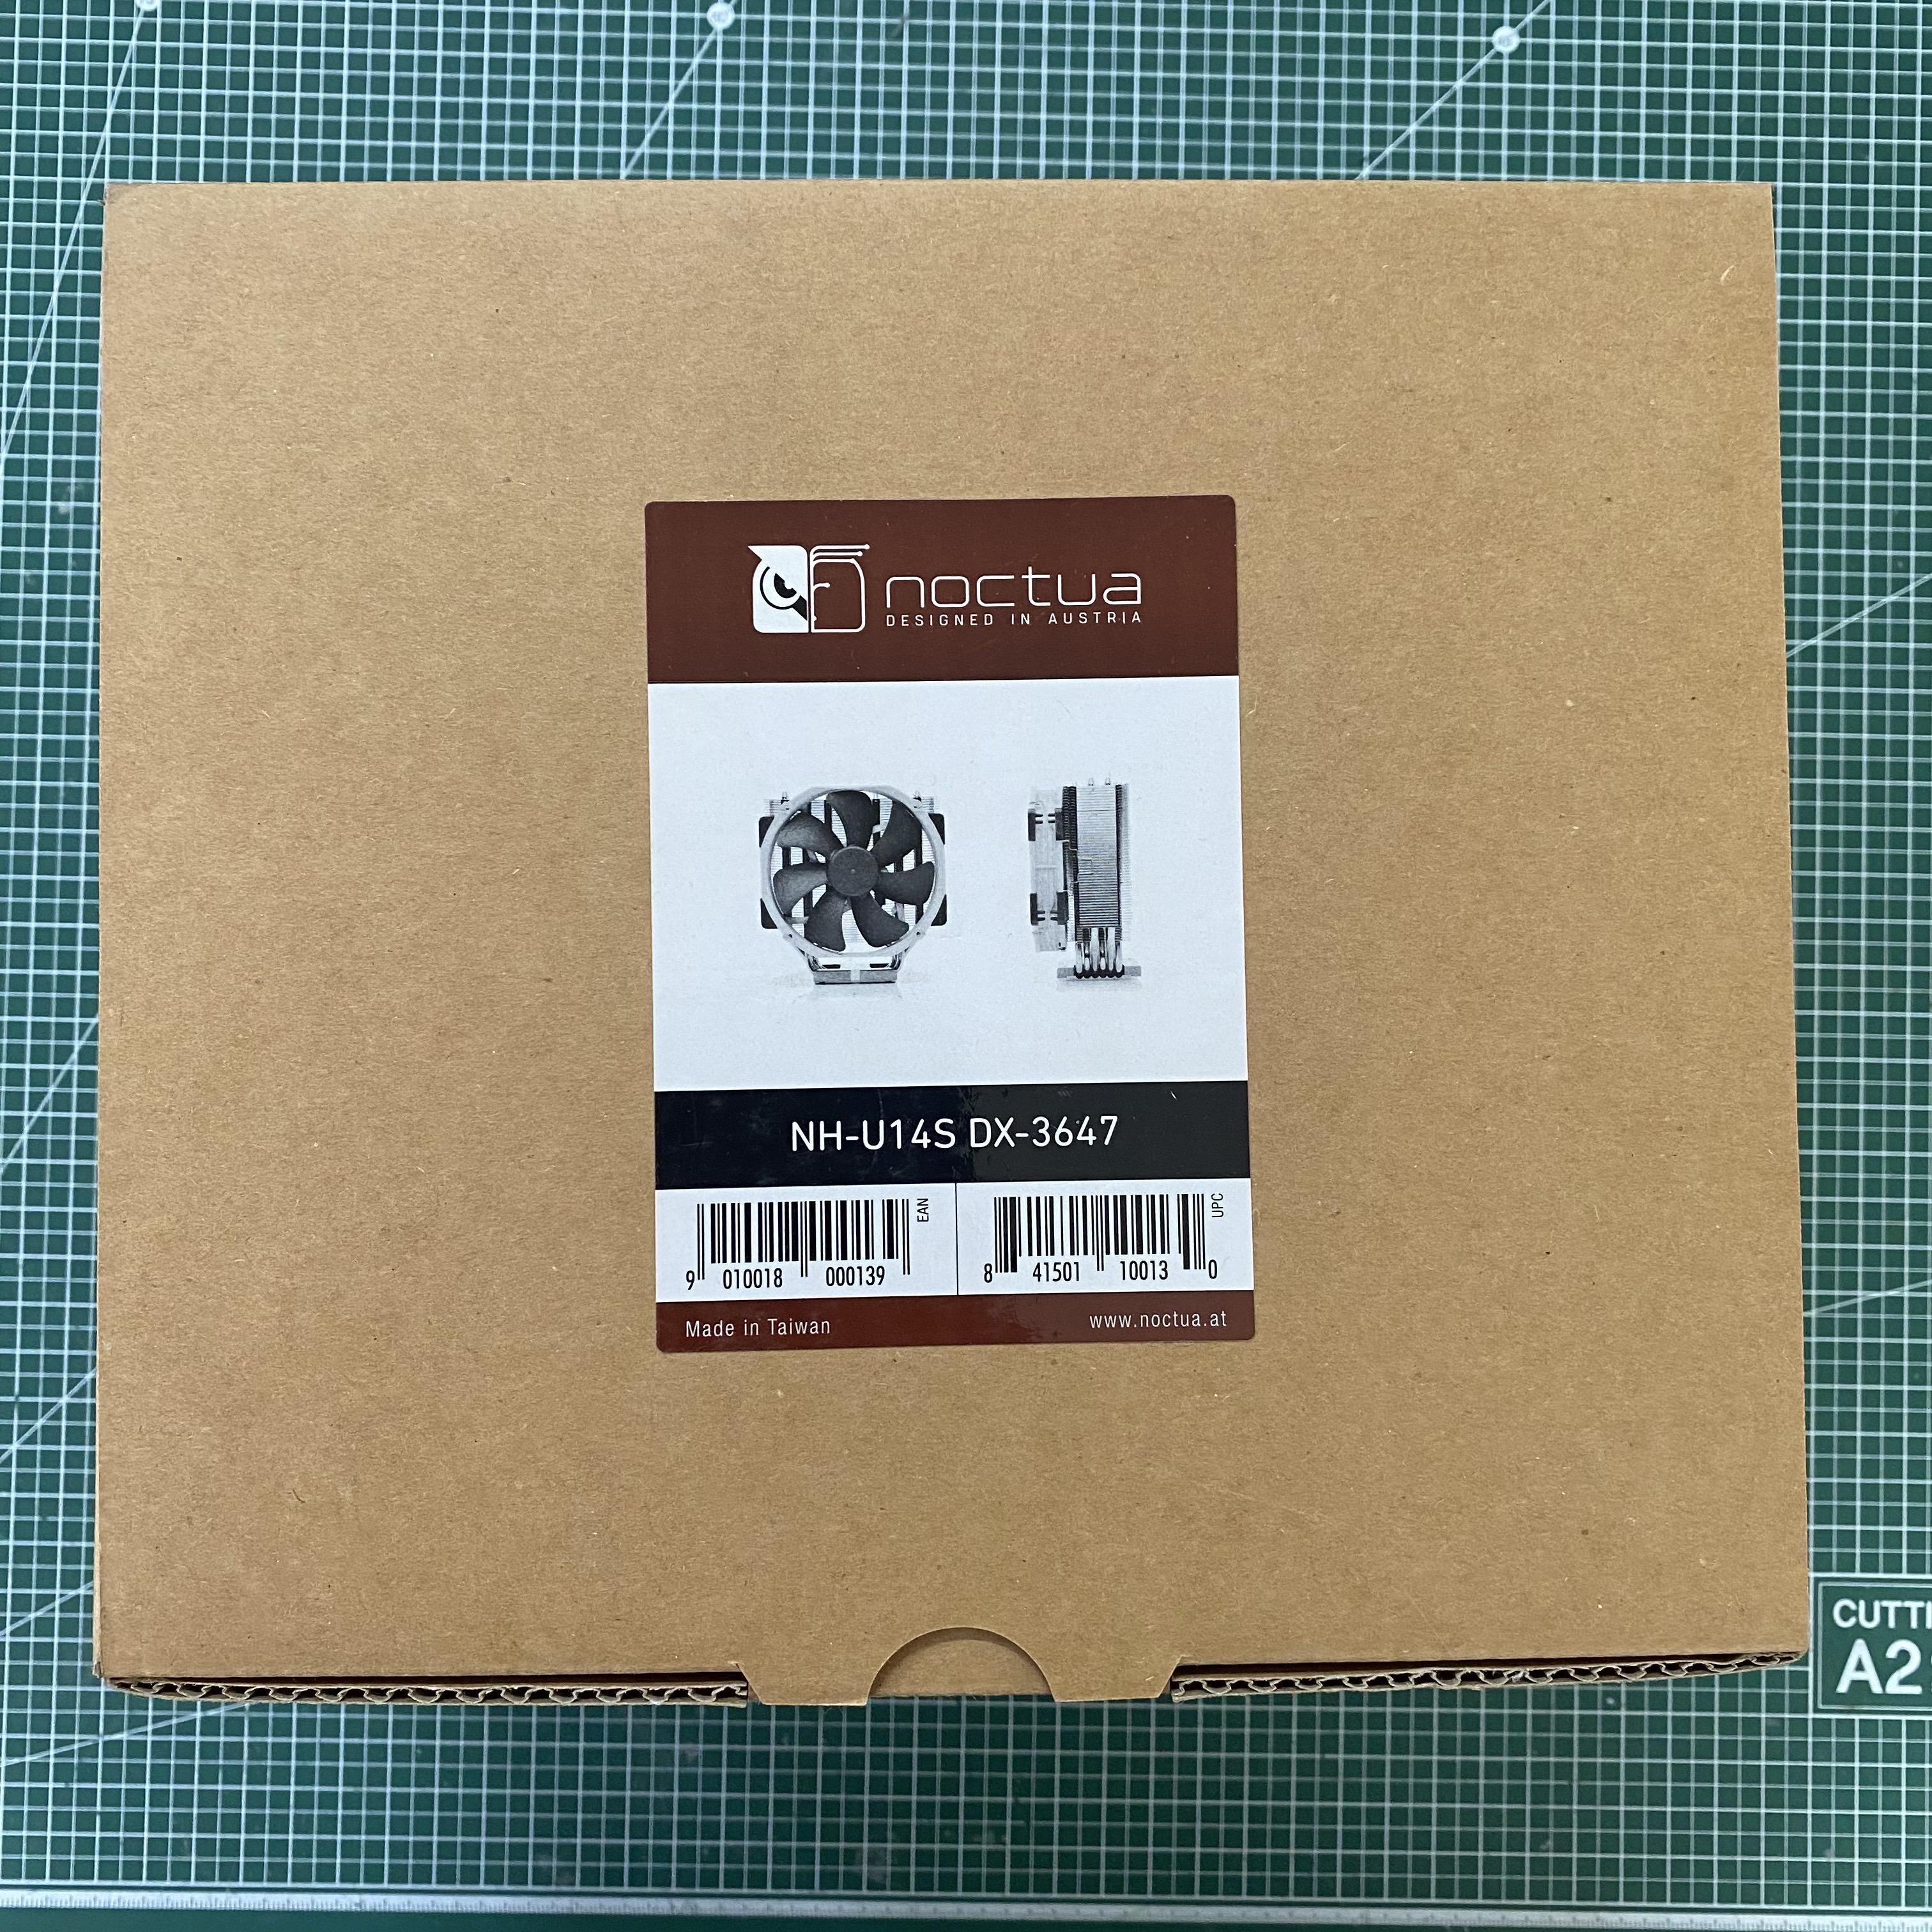 noctua
DESIGNED IN AUSTRIA
NH-U14S DX-3647
EAN
9 010018 000139
UPC
8 41501 10013 0
Made in Taiwan
www.noctua.at
A2